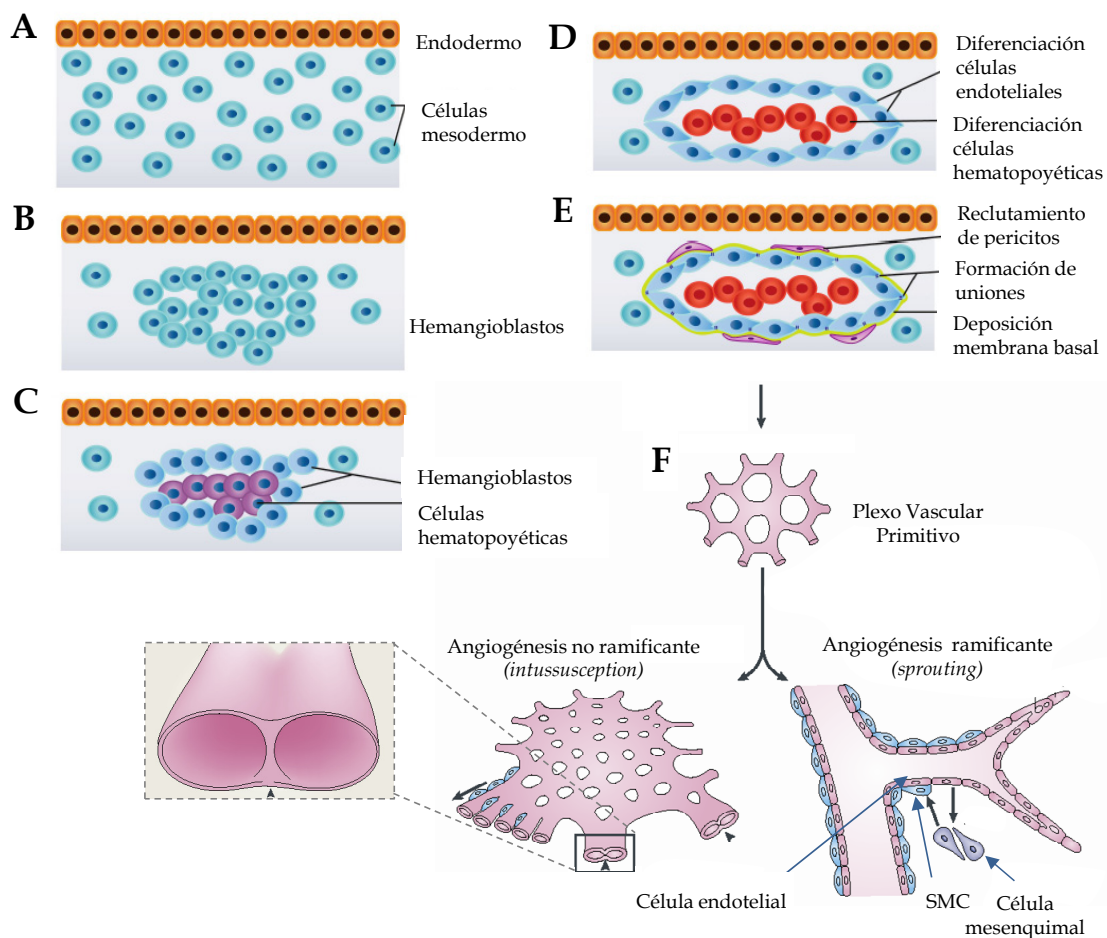 A
Endodermo
Células
mesodermo
B
Hemangioblastos
C
Hemangioblastos
Células
hematopoyéticas
D
Diferenciación
células
endoteliales
Diferenciación
células
hematopoyéticas
E
Reclutamiento
de pericitos
Formación de
uniones
Deposición
membrana basal
F
Plexo Vascular
Primitivo
Angiogénesis no ramificante
(intussusception)
Angiogénesis ramificante
(sprouting)
Célula endotelial
SMC
Célula
mesenquimal